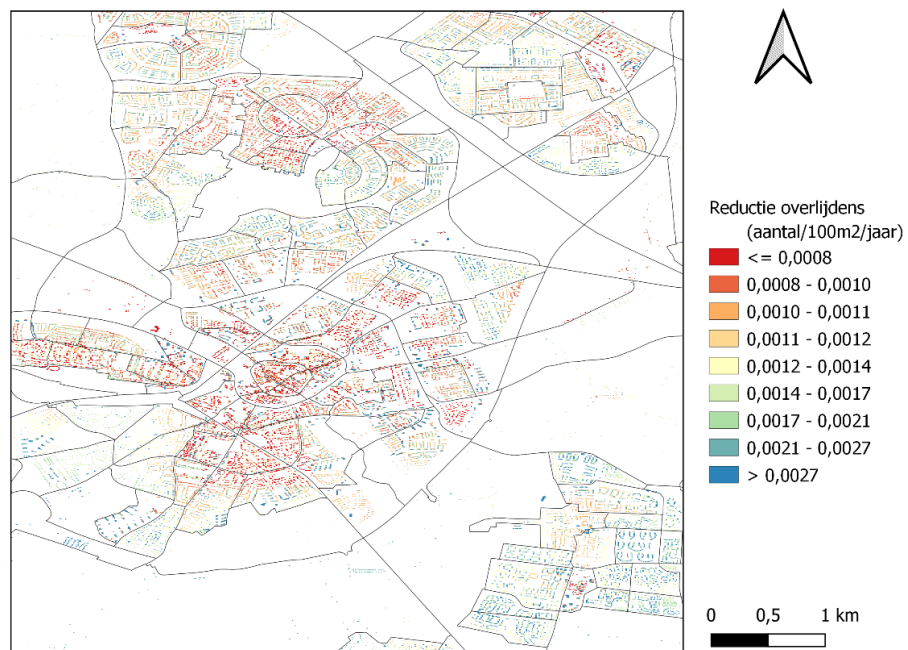 Reductie overlijdens
(aantal/100m2/jaar)
<= 0,0008
0,0008 - 0,0010
0,0010 - 0,0011
0,0011 - 0,0012
0,0012 - 0,0014
0,0014 - 0,0017
0,0017 - 0,0021
0,0021 - 0,0027
> 0,0027
0 0,5 1 km